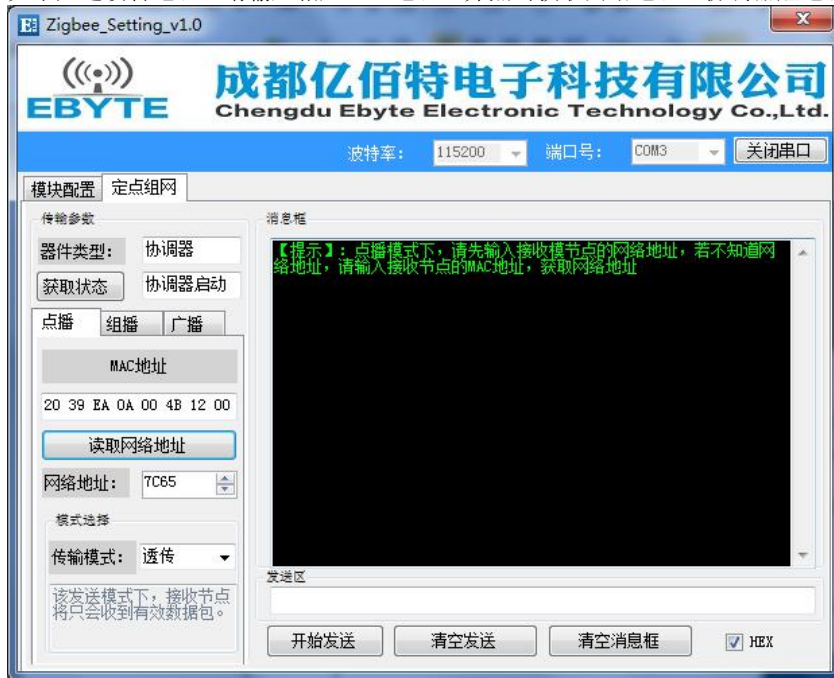 Zigbee_Setting_v1.0
EBYTE
成都亿佰特电子科技有限公司
Chengdu Ebyte Electronic Technology Co.,Ltd.
波特率： 115200 端口号： COM3 关闭串口
模块配置 定点组网
传输参数
器件类型： 协调器
获取状态 协调器启动
点播 组播 广播
MAC地址
20 39 EA 0A 00 4B 12 00
读取网络地址
网络地址： 7C65
模式选择
传输模式： 透传
该发送模式下，接收节点
将只会收到有效数据包。
消息框
【提示】：点播模式下，请先输入接收模节点的网络地址，若不知道网
络地址，请输入接收节点的MAC地址，获取网络地址
发送区
开始发送 清空发送 清空消息框 HEX